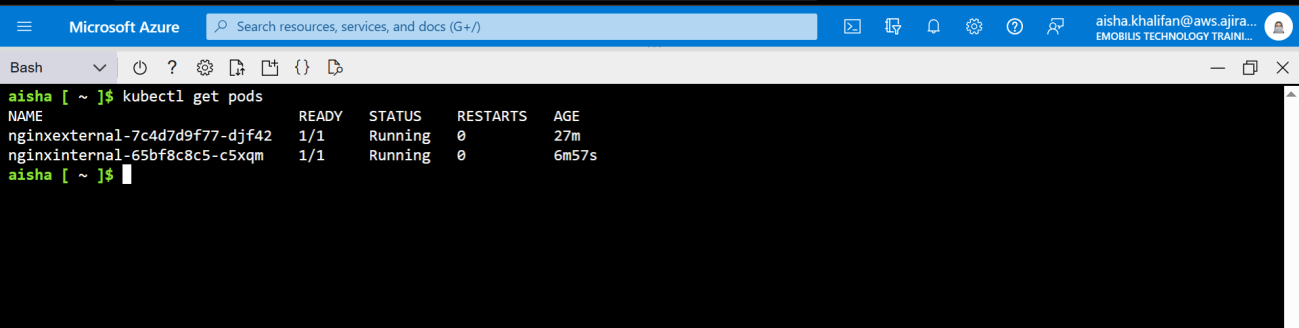 Microsoft Azure
Search resources, services, and docs (G+/)
aisha.khalifan@aws.ajira...
EMOBILIS TECHNOLOGY TRAINI...
Bash
aisha [ ~ ]$ kubectl get pods
NAME READY STATUS RESTARTS AGE
nginxexternal-7c4d7d9f77-djf42 1/1 Running 0 27m
nginxinternal-65bf8c8c5-c5xqm 1/1 Running 0 6m57s
aisha [ ~ ]$